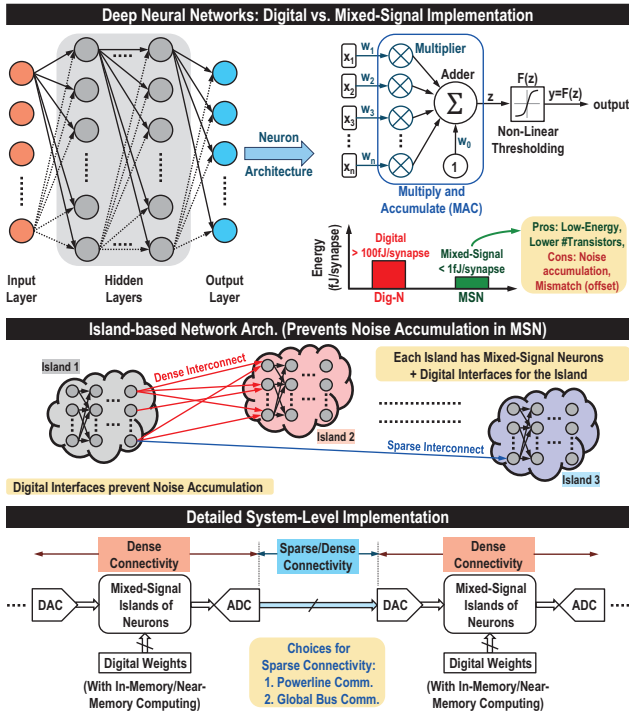 Deep Neural Networks: Digital vs. Mixed-Signal Implementation
Input
Layer
Hidden
Layers
Output
Layer
Neuron
Architecture
x1
x2
x3
xn
w1
w2
w3
wn
Multiplier
Adder
Σ
w0
1
z
F(z)
y=F(z)
output
Non-Linear
Thresholding
Multiply and
Accumulate (MAC)
Energy
(fJ/synapse)
Digital
> 100fJ/synapse
Dig-N
Mixed-Signal
< 1fJ/synapse
MSN
Pros: Low-Energy,
Lower #Transistors,
Cons: Noise
accumulation,
Mismatch (offset)
Island-based Network Arch. (Prevents Noise Accumulation in MSN)
Island 1
Dense Interconnect
Island 2
Each Island has Mixed-Signal Neurons
+ Digital Interfaces for the Island
Sparse Interconnect
Island 3
Digital Interfaces prevent Noise Accumulation
Detailed System-Level Implementation
Dense
Connectivity
Sparse/Dense
Connectivity
Dense
Connectivity
DAC
Mixed-Signal
Islands of
Neurons
ADC
DAC
Mixed-Signal
Islands of
Neurons
ADC
Digital Weights
(With In-Memory/Near-
Memory Computing)
Choices for
Sparse Connectivity:
1. Powerline Comm.
2. Global Bus Comm.
Digital Weights
(With In-Memory/Near-
Memory Computing)